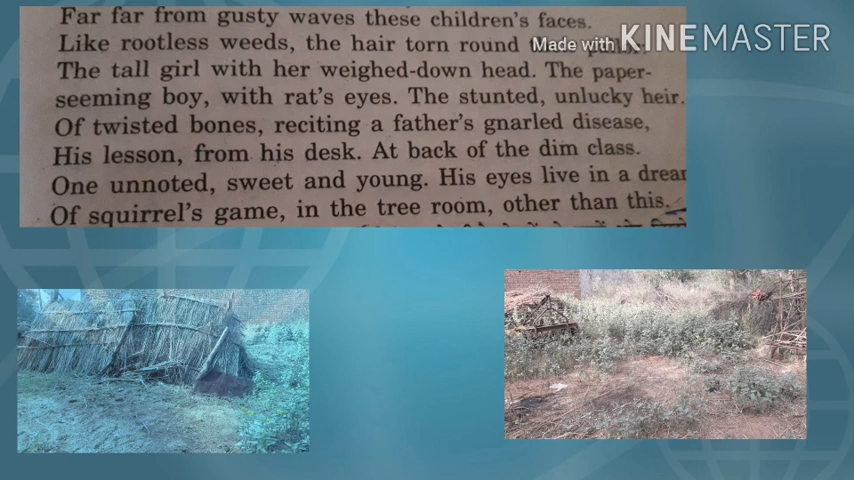 Far far from gusty waves these children's faces.
Like rootless weeds, the hair torn round
Made with KINEMASTER
The tall girl with her weighed-down head. The paper-
seeming boy, with rat's eyes. The stunted, unlucky heir.
Of twisted bones, reciting a father's gnarled disease,
His lesson, from his desk. At back of the dim class.
One unnoted, sweet and young. His eyes live in a dream
Of squirrel's game, in the tree room, other than this.